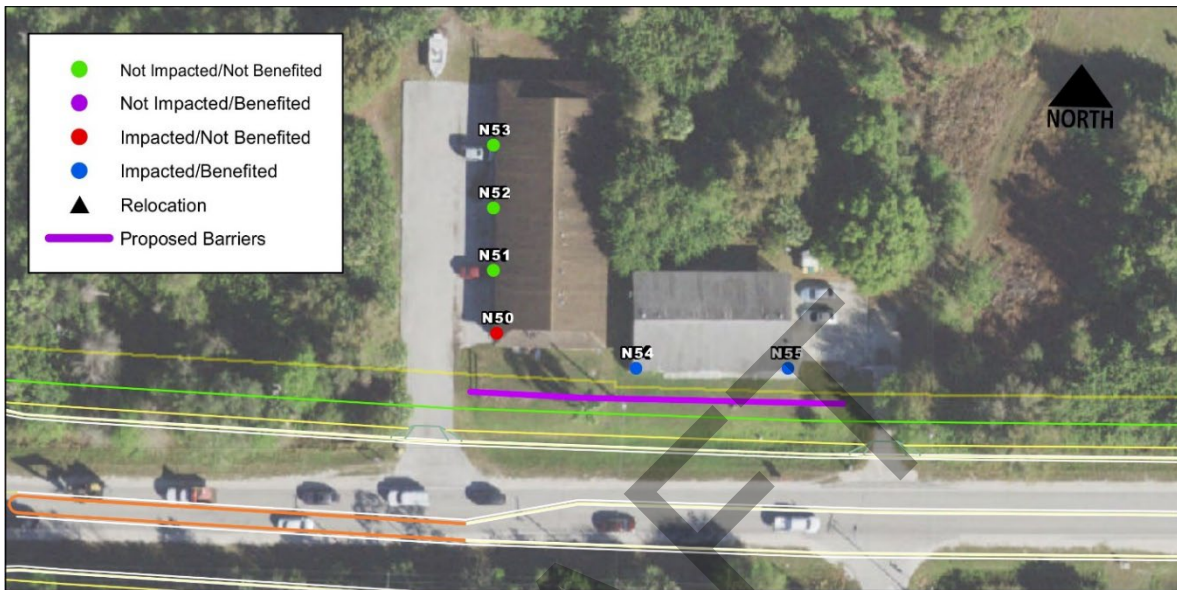 Not Impacted/Not Benefited
Not Impacted/Benefited
Impacted/Not Benefited
Impacted/Benefited
Relocation
Proposed Barriers
NORTH
N53
N52
N51
N50
N54
N55